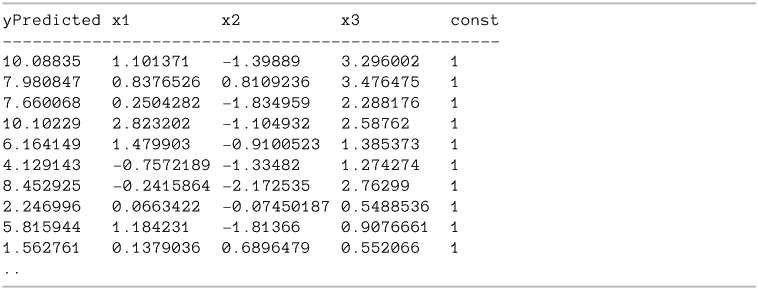 yPredicted x1 x2 x3 const
------------------------------------------------------
10.08835 1.101371 -1.39889 3.296002 1
7.980847 0.8376526 0.8109236 3.476475 1
7.660068 0.2504282 -1.834959 2.288176 1
10.10229 2.823202 -1.104932 2.58762 1
6.164149 1.479903 -0.9100523 1.385373 1
4.129143 -0.7572189 -1.33482 1.274274 1
8.452925 -0.2415864 -2.172535 2.76299 1
2.246996 0.0663422 -0.07450187 0.5488536 1
5.815944 1.184231 -1.81366 0.9076661 1
1.562761 0.1379036 0.6896479 0.552066 1
..